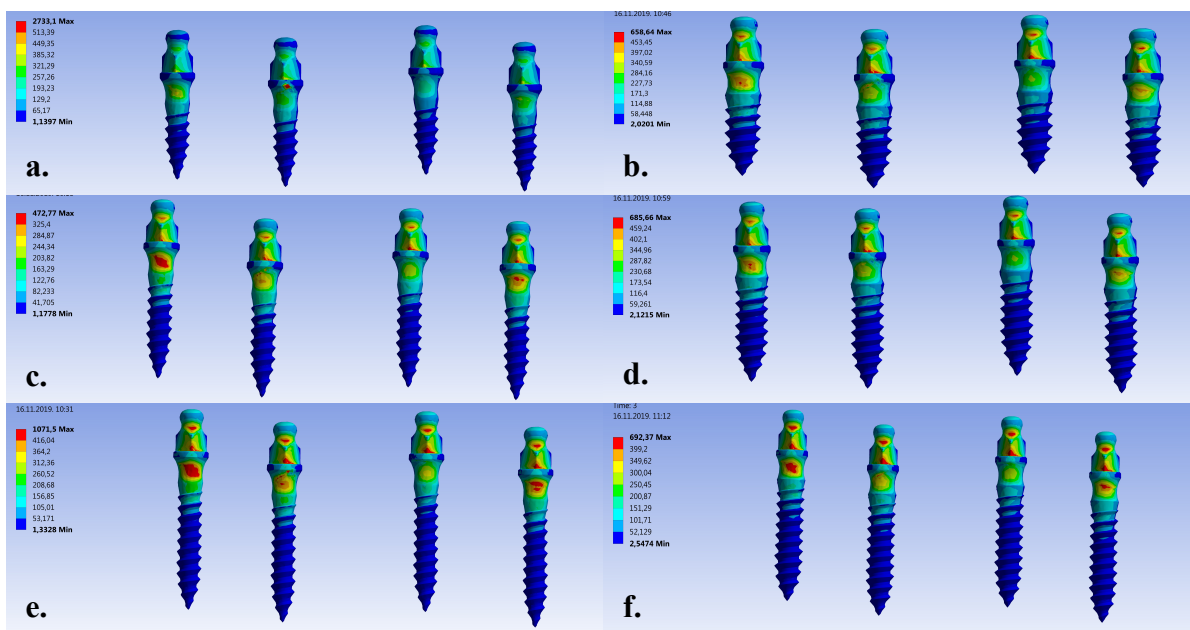 2733,1 Max
513,39
449,35
385,32
321,29
257,26
193,23
129,2
65,17
1,1397 Min
a.
16.11.2019. 10:46
658,64 Max
453,45
397,02
340,59
284,16
227,73
171,3
114,88
58,448
2,0201 Min
b.
472,77 Max
325,4
284,87
244,34
203,82
163,29
122,76
82,233
41,705
1,1778 Min
c.
16.11.2019. 10:59
685,66 Max
459,24
402,1
344,96
287,82
230,68
173,54
116,4
59,261
2,1215 Min
d.
16.11.2019. 10:31
1071,5 Max
416,04
364,2
312,36
260,52
208,68
156,85
105,01
53,171
1,3328 Min
e.
Time: 3
16.11.2019. 11:12
692,37 Max
399,2
349,62
300,04
250,45
200,87
151,29
101,71
52,129
2,5474 Min
f.